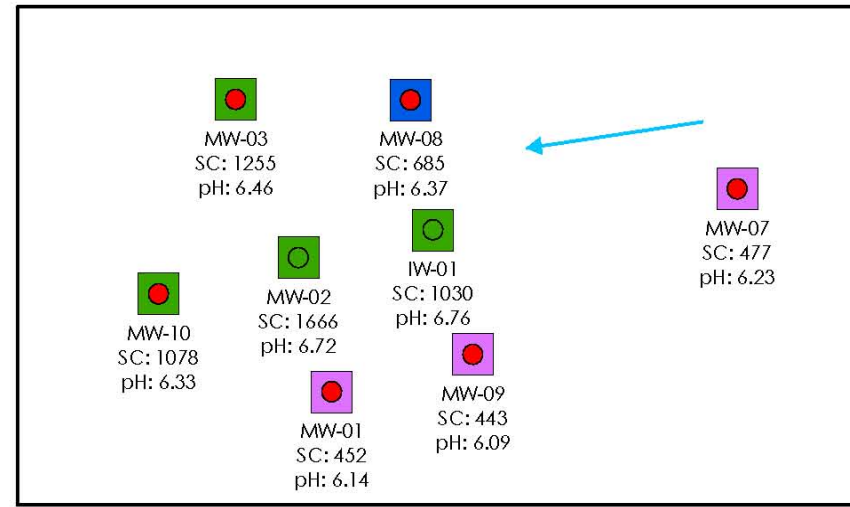 MW-03
SC: 1255
pH: 6.46
MW-08
SC: 685
pH: 6.37
MW-07
SC: 477
pH: 6.23
IW-01
SC: 1030
pH: 6.76
MW-02
SC: 1666
pH: 6.72
MW-10
SC: 1078
pH: 6.33
MW-09
SC: 443
pH: 6.09
MW-01
SC: 452
pH: 6.14